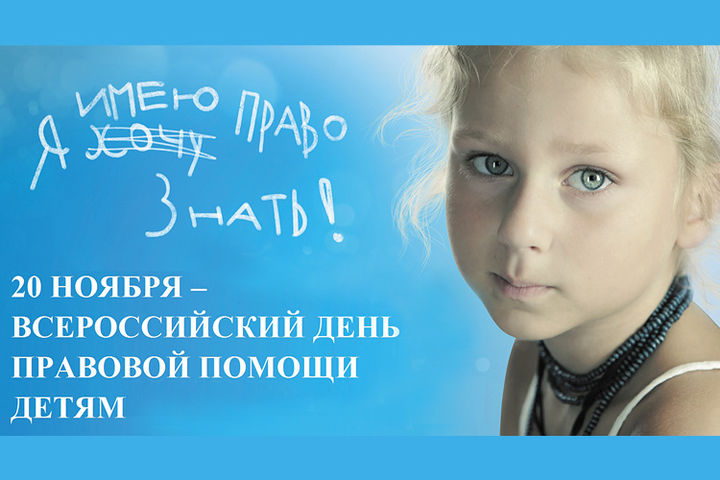 Я ХОЧУ ИМЕЮ ПРАВО
ЗНАТЬ!
20 НОЯБРЯ –
ВСЕРОССИЙСКИЙ ДЕНЬ
ПРАВОВОЙ ПОМОЩИ
ДЕТЯМ